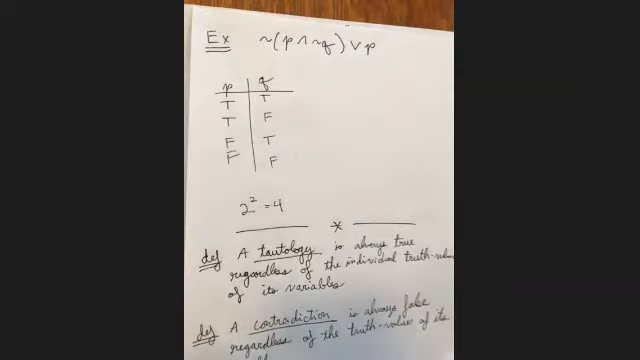 Ex ~(p∧~q)∨p
p q
T T
T F
F T
F F
2² = 4
*
def A tautology is always true
regardless of the individual truth-values
of its variables
def A contradiction is always false
regardless of the truth-values of its